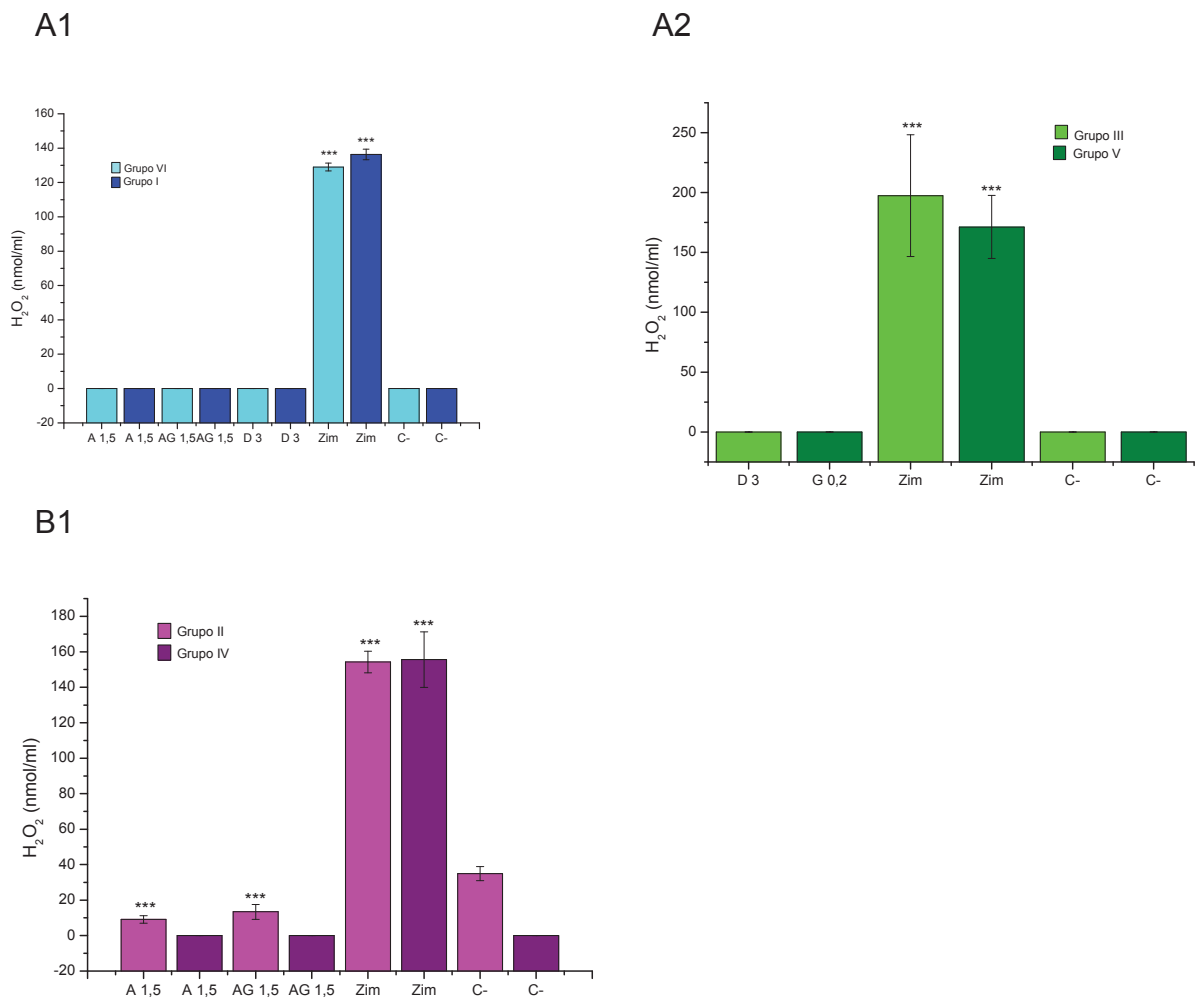 A1
A2
160
140
120
100
80
60
40
20
0
-20
H₂O₂ (nmol/ml)
Grupo VI
Grupo I
***
***
A 1,5 A 1,5 AG 1,5 AG 1,5 D 3 D 3 Zim Zim C- C-
250
200
150
100
50
0
H₂O₂ (nmol/ml)
Grupo III
Grupo V
***
***
D 3 G 0,2 Zim Zim C- C-
B1
180
160
140
120
100
80
60
40
20
0
-20
H₂O₂ (nmol/ml)
Grupo II
Grupo IV
***
***
***
***
A 1,5 A 1,5 AG 1,5 AG 1,5 Zim Zim C- C-